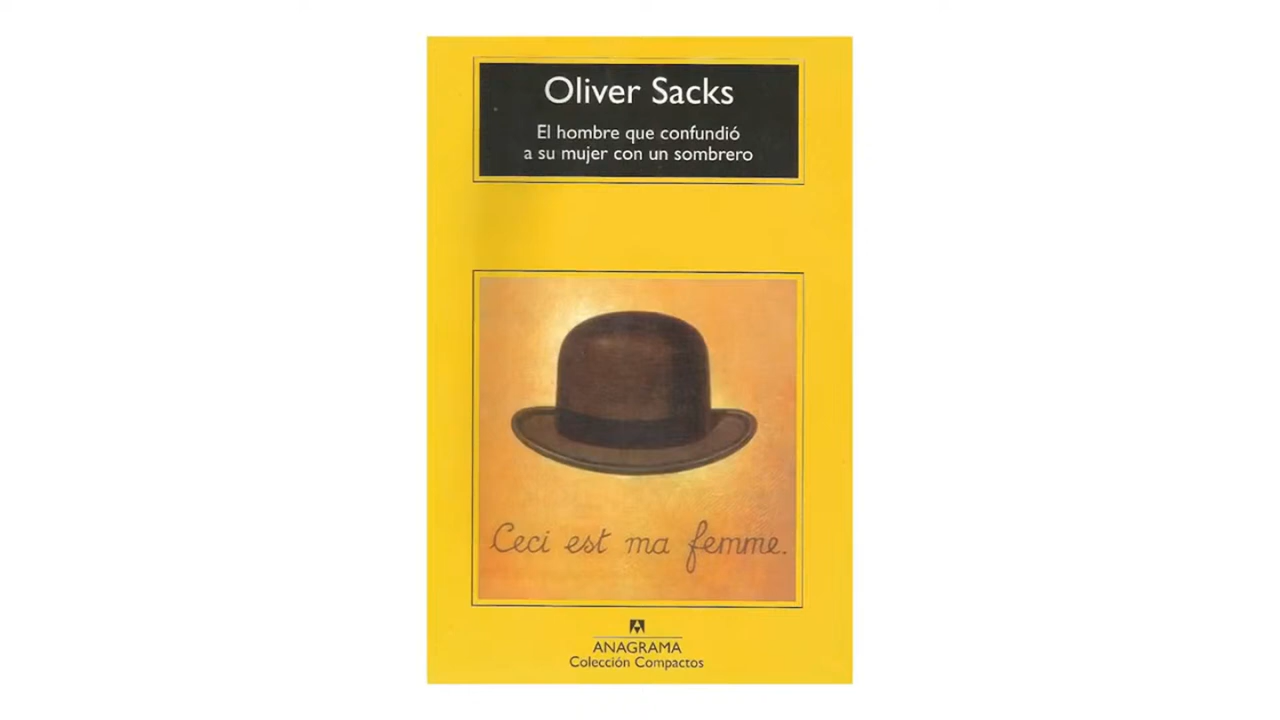 Oliver Sacks
El hombre que confundió
a su mujer con un sombrero
Ceci est ma femme.
ANAGRAMA
Colección Compactos